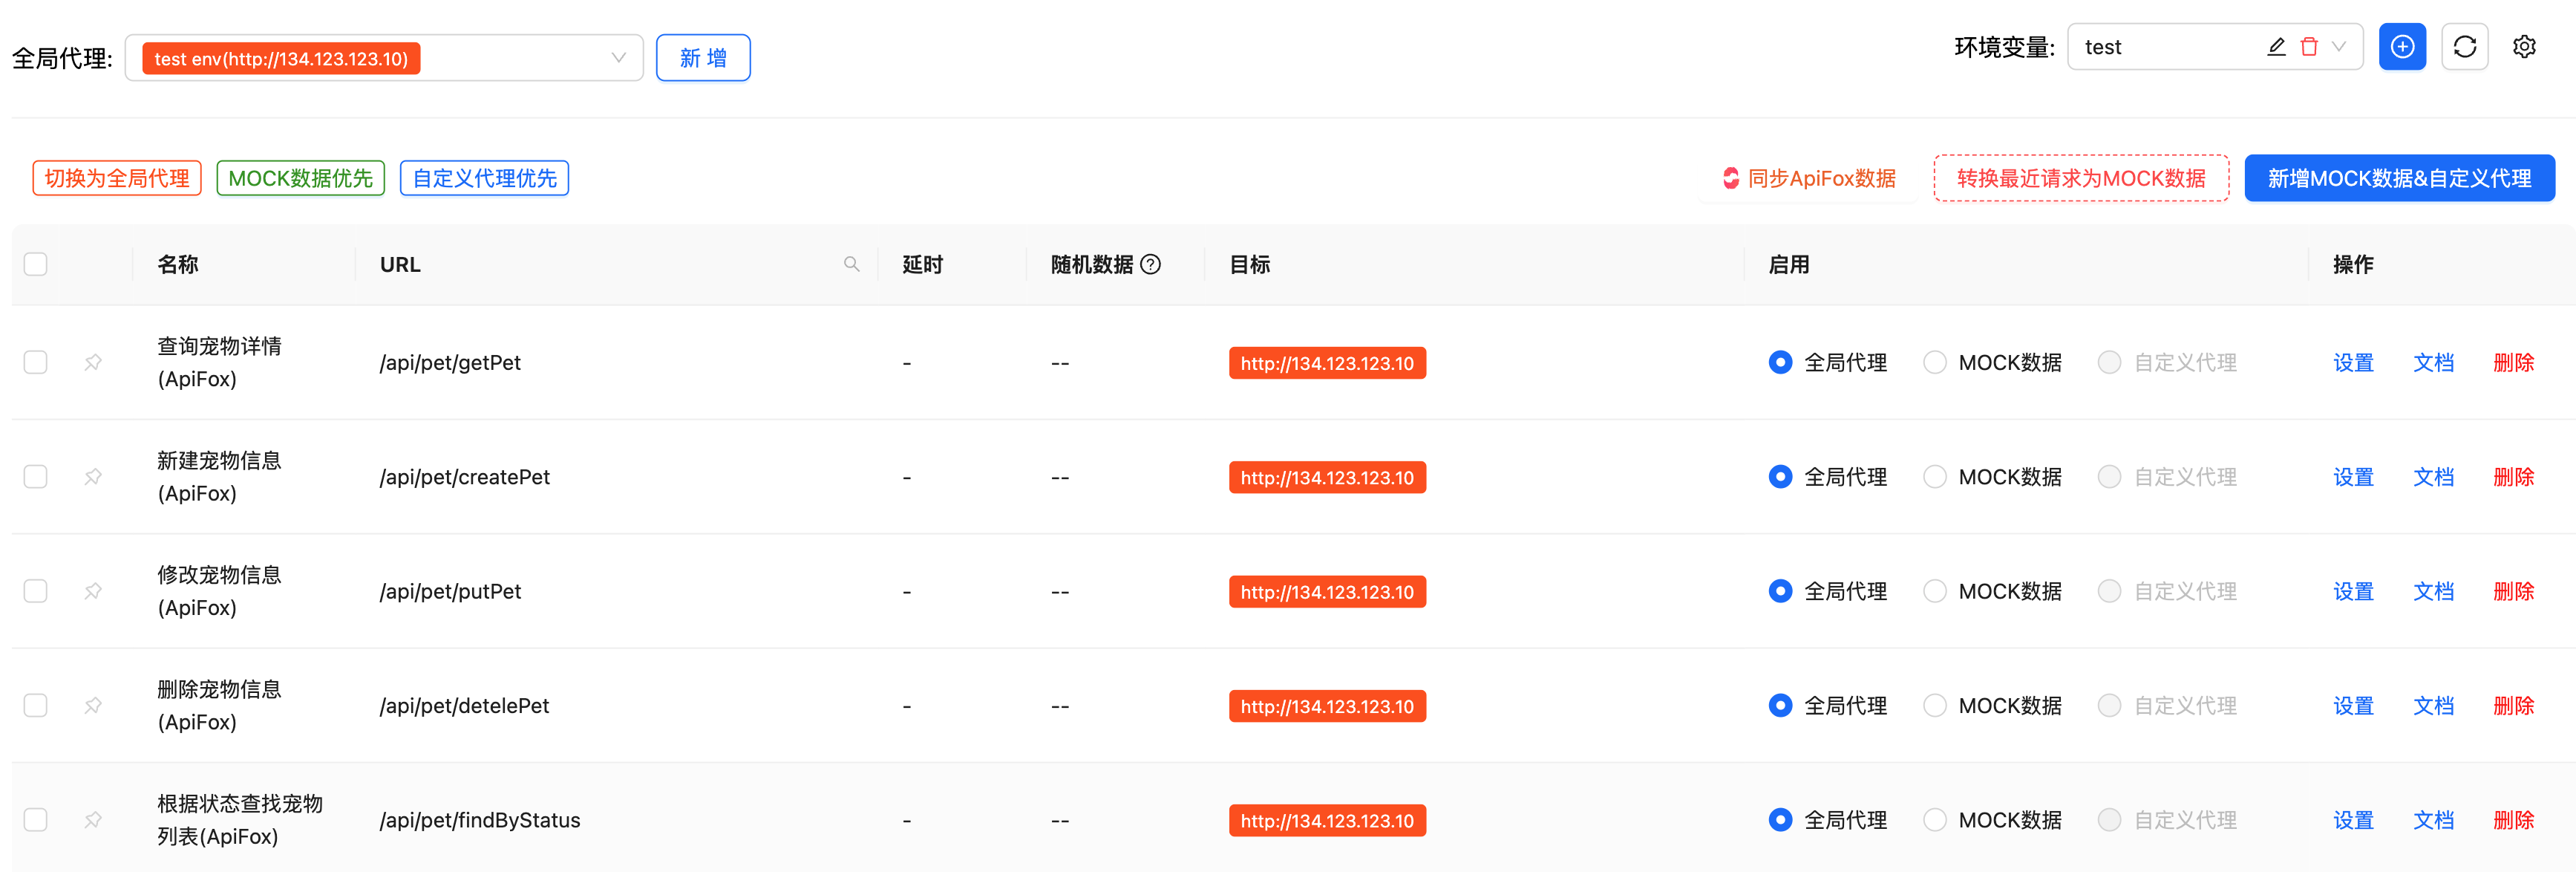 全局代理: test env(http://134.123.123.10) 新增 环境变量: test
切换为全局代理 MOCK数据优先 自定义代理优先 同步ApiFox数据 转换最近请求为MOCK数据 新增MOCK数据&自定义代理
名称 URL 延时 随机数据 目标 启用 操作
查询宠物详情
(ApiFox)
/api/pet/getPet - -- http://134.123.123.10 全局代理 MOCK数据 自定义代理 设置 文档 删除
新建宠物信息
(ApiFox)
/api/pet/createPet - -- http://134.123.123.10 全局代理 MOCK数据 自定义代理 设置 文档 删除
修改宠物信息
(ApiFox)
/api/pet/putPet - -- http://134.123.123.10 全局代理 MOCK数据 自定义代理 设置 文档 删除
删除宠物信息
(ApiFox)
/api/pet/detelePet - -- http://134.123.123.10 全局代理 MOCK数据 自定义代理 设置 文档 删除
根据状态查找宠物
列表(ApiFox)
/api/pet/findByStatus - -- http://134.123.123.10 全局代理 MOCK数据 自定义代理 设置 文档 删除